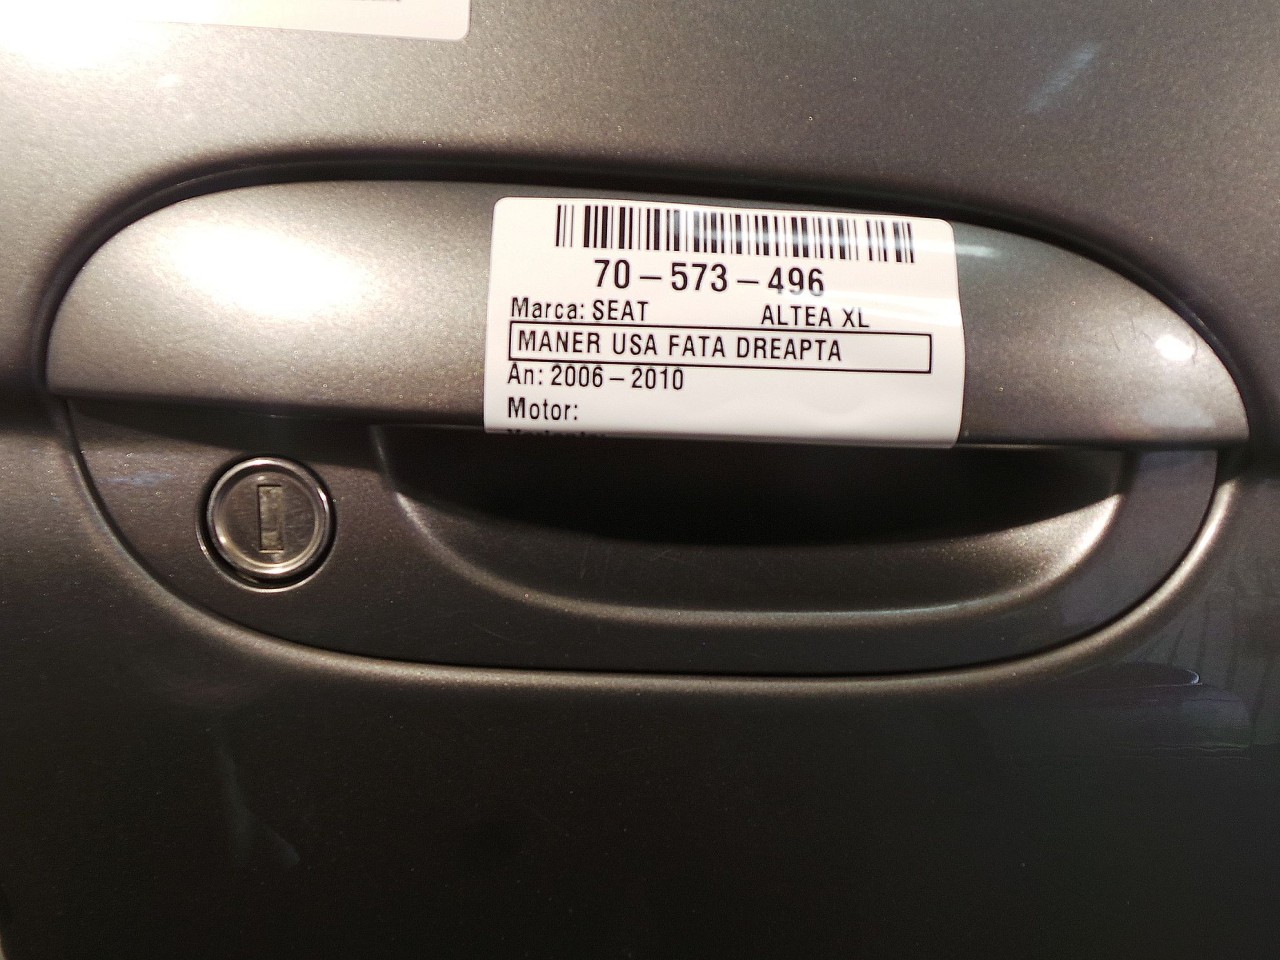 70-573-496
Marca: SEAT ALTEA XL
MANER USA FATA DREAPTA
An: 2006-2010
Motor: